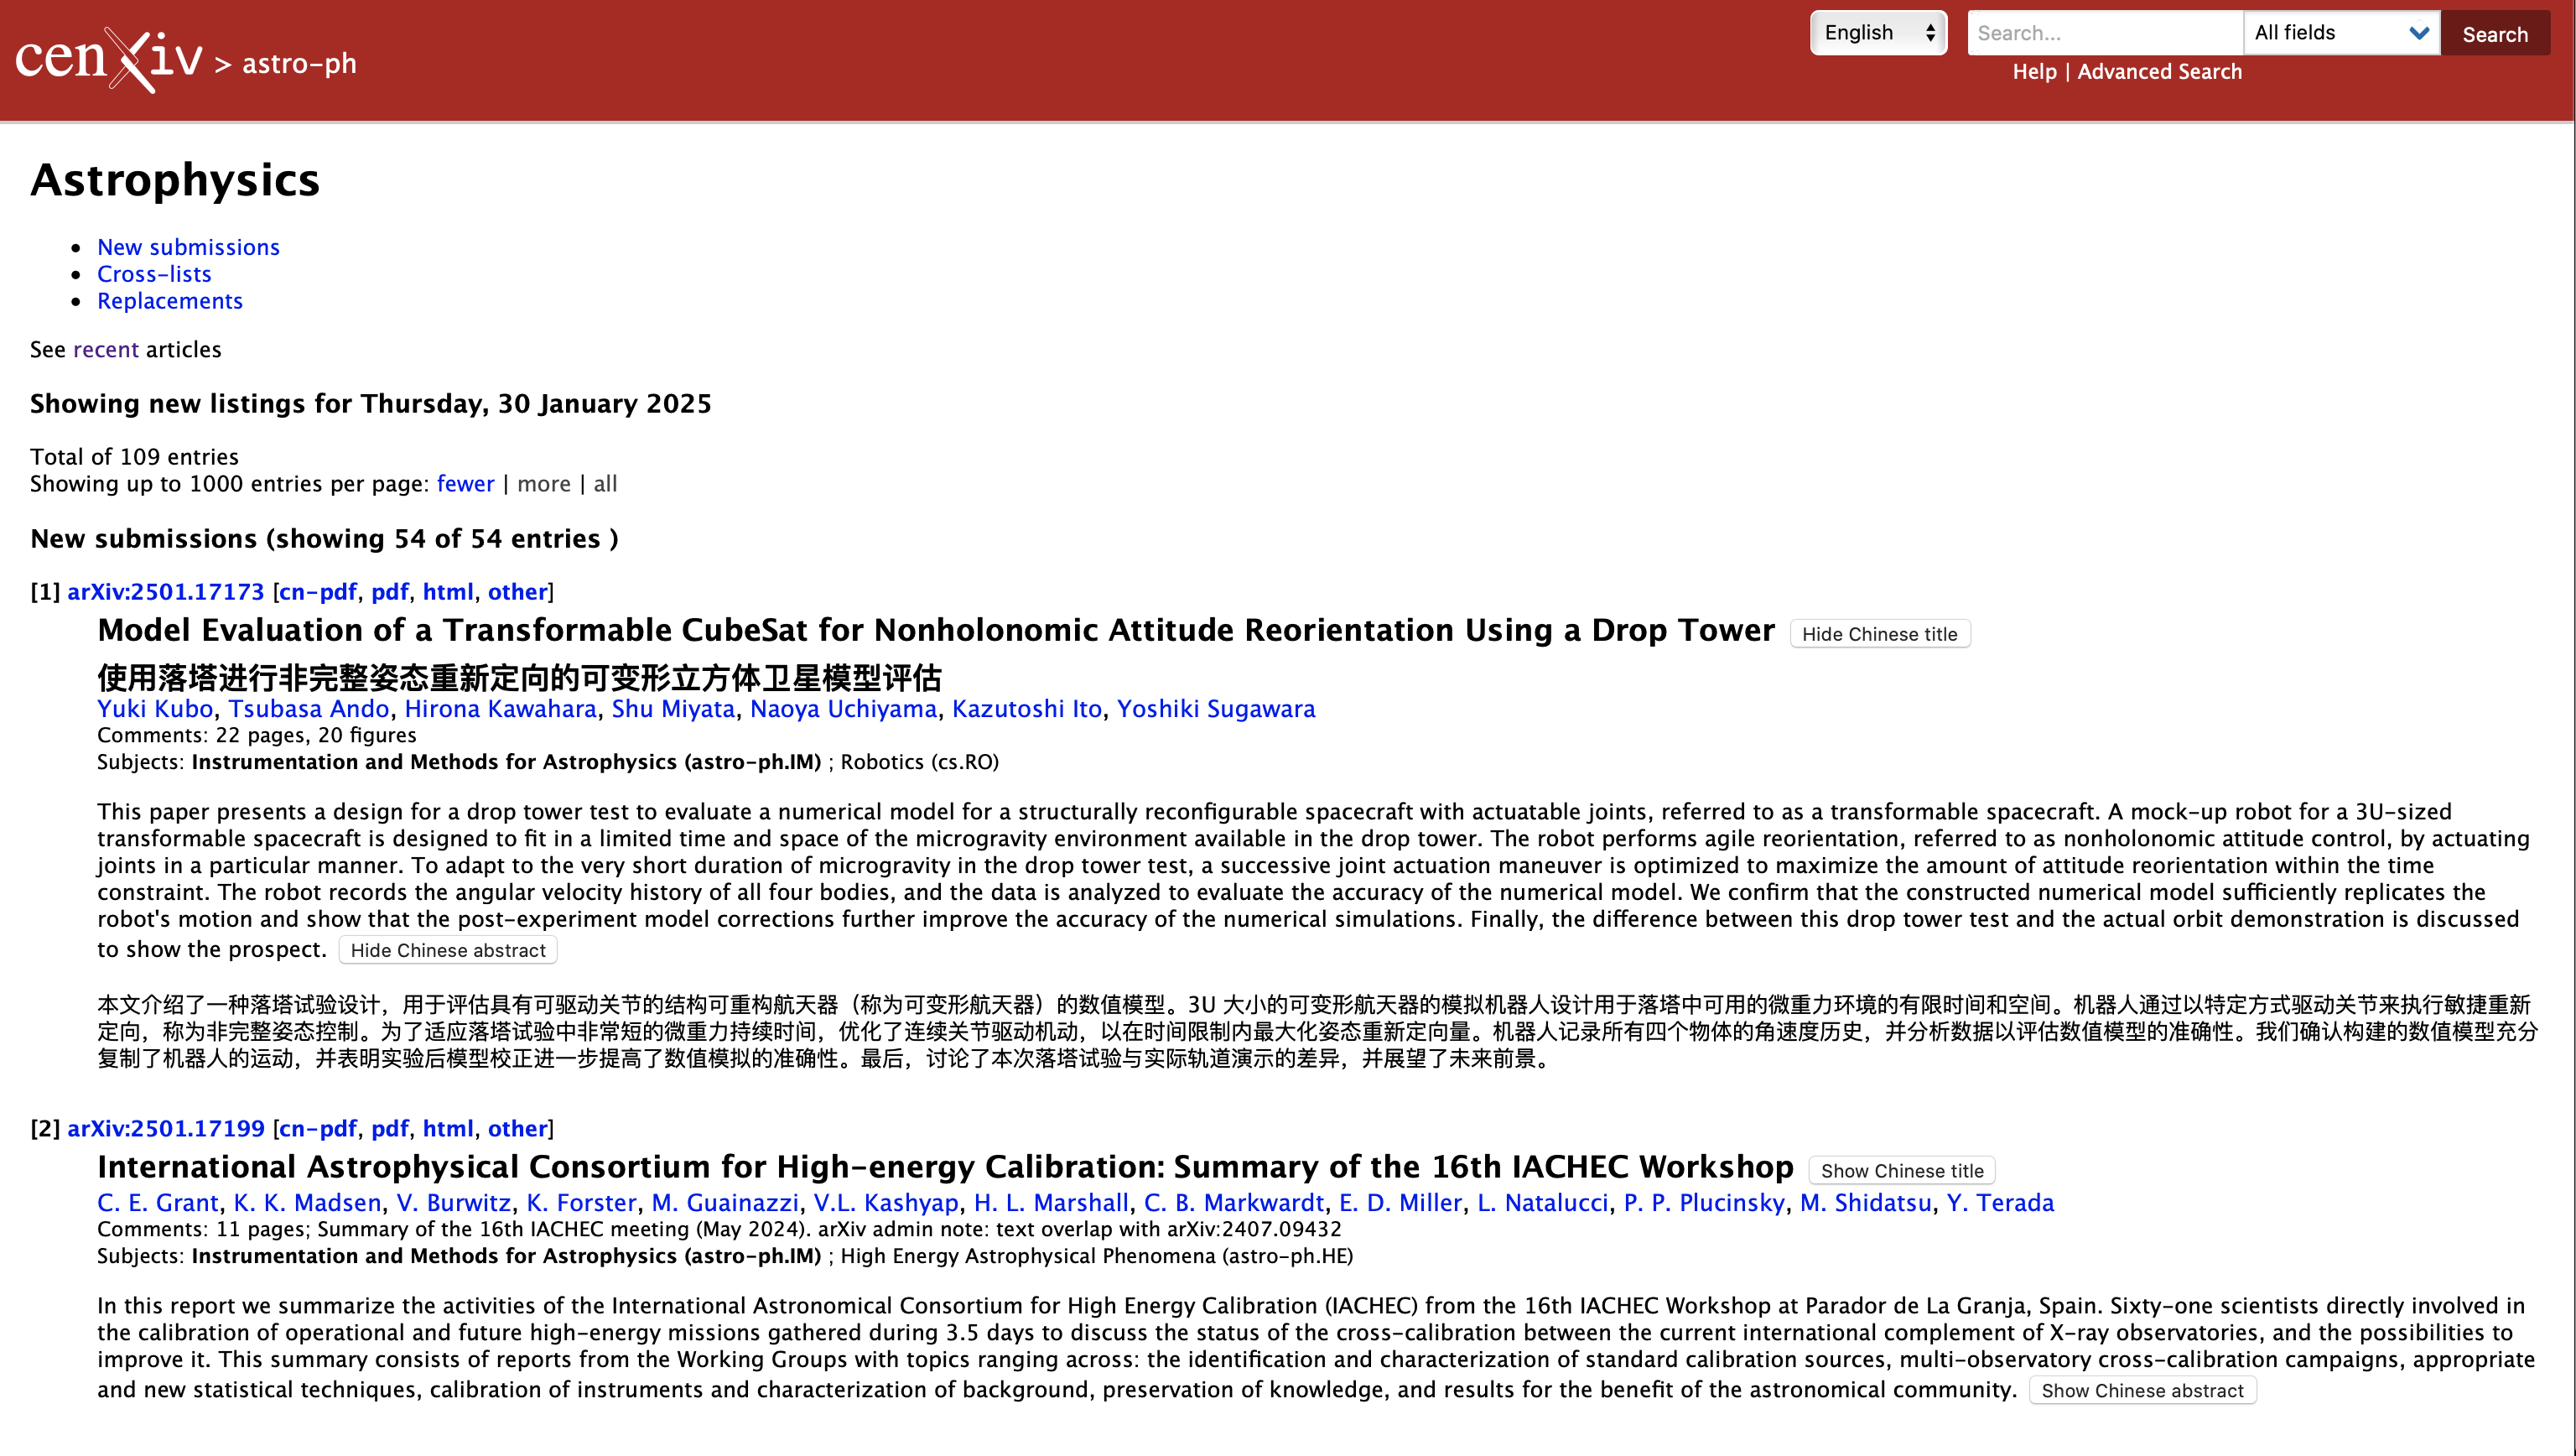 cenXiv > astro-ph
English
Search...
All fields
Search
Help | Advanced Search
Astrophysics
New submissions
Cross-lists
Replacements
See recent articles
Showing new listings for Thursday, 30 January 2025
Total of 109 entries
Showing up to 1000 entries per page: fewer | more | all
New submissions (showing 54 of 54 entries )
[1] arXiv:2501.17173 [cn-pdf, pdf, html, other]
Model Evaluation of a Transformable CubeSat for Nonholonomic Attitude Reorientation Using a Drop Tower Hide Chinese title
使用落塔进行非完整姿态重新定向的可变形立方体卫星模型评估
Yuki Kubo, Tsubasa Ando, Hirona Kawahara, Shu Miyata, Naoya Uchiyama, Kazutoshi Ito, Yoshiki Sugawara
Comments: 22 pages, 20 figures
Subjects: Instrumentation and Methods for Astrophysics (astro-ph.IM) ; Robotics (cs.RO)
This paper presents a design for a drop tower test to evaluate a numerical model for a structurally reconfigurable spacecraft with actuatable joints, referred to as a transformable spacecraft. A mock-up robot for a 3U-sized
transformable spacecraft is designed to fit in a limited time and space of the microgravity environment available in the drop tower. The robot performs agile reorientation, referred to as nonholonomic attitude control, by actuating
joints in a particular manner. To adapt to the very short duration of microgravity in the drop tower test, a successive joint actuation maneuver is optimized to maximize the amount of attitude reorientation within the time
constraint. The robot records the angular velocity history of all four bodies, and the data is analyzed to evaluate the accuracy of the numerical model. We confirm that the constructed numerical model sufficiently replicates the
robot's motion and show that the post-experiment model corrections further improve the accuracy of the numerical simulations. Finally, the difference between this drop tower test and the actual orbit demonstration is discussed
to show the prospect. Hide Chinese abstract
本文介绍了一种落塔试验设计，用于评估具有可驱动关节的结构可重构航天器（称为可变形航天器）的数值模型。3U 大小的可变形航天器的模拟机器人设计用于落塔中可用的微重力环境的有限时间和空间。机器人通过以特定方式驱动关节来执行敏捷重新
定向，称为非完整姿态控制。为了适应落塔试验中非常短的微重力持续时间，优化了连续关节驱动机动，以在时间限制内最大化姿态重新定向量。机器人记录所有四个物体的角速度历史，并分析数据以评估数值模型的准确性。我们确认构建的数值模型充分
复制了机器人的运动，并表明实验后模型校正进一步提高了数值模拟的准确性。最后，讨论了本次落塔试验与实际轨道演示的差异，并展望了未来前景。
[2] arXiv:2501.17199 [cn-pdf, pdf, html, other]
International Astrophysical Consortium for High-energy Calibration: Summary of the 16th IACHEC Workshop Show Chinese title
C. E. Grant, K. K. Madsen, V. Burwitz, K. Forster, M. Guainazzi, V.L. Kashyap, H. L. Marshall, C. B. Markwardt, E. D. Miller, L. Natalucci, P. P. Plucinsky, M. Shidatsu, Y. Terada
Comments: 11 pages; Summary of the 16th IACHEC meeting (May 2024). arXiv admin note: text overlap with arXiv:2407.09432
Subjects: Instrumentation and Methods for Astrophysics (astro-ph.IM) ; High Energy Astrophysical Phenomena (astro-ph.HE)
In this report we summarize the activities of the International Astronomical Consortium for High Energy Calibration (IACHEC) from the 16th IACHEC Workshop at Parador de La Granja, Spain. Sixty-one scientists directly involved in
the calibration of operational and future high-energy missions gathered during 3.5 days to discuss the status of the cross-calibration between the current international complement of X-ray observatories, and the possibilities to
improve it. This summary consists of reports from the Working Groups with topics ranging across: the identification and characterization of standard calibration sources, multi-observatory cross-calibration campaigns, appropriate
and new statistical techniques, calibration of instruments and characterization of background, preservation of knowledge, and results for the benefit of the astronomical community. Show Chinese abstract